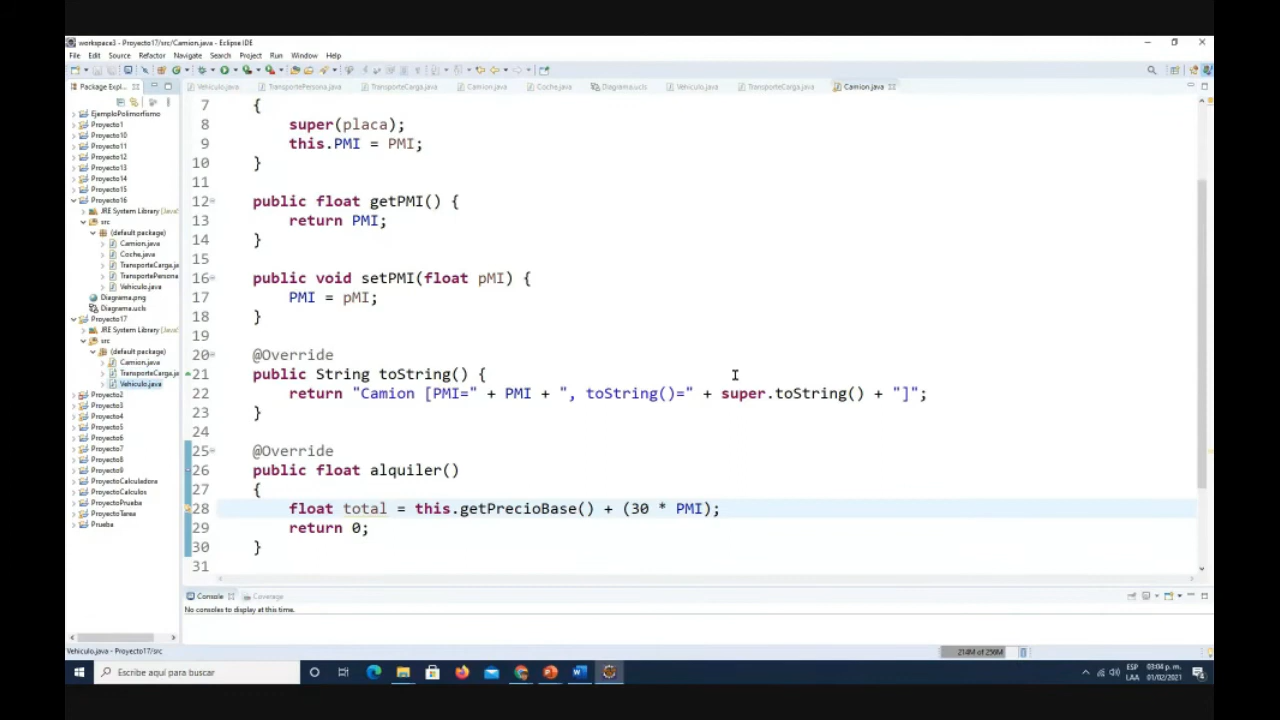 workspace3 - Proyecto17/src/Camion.java - Eclipse IDE
File Edit Source Refactor Navigate Search Project Run Window Help
Package Expl...
Vehiculo.java TransportePersona.java TransporteCarga.java Camion.java Coche.java Diagrama.ucls Vehiculo.java TransporteCarga.java Camion.java
EjemploPolimorfismo
Proyecto1
Proyecto10
Proyecto11
Proyecto12
Proyecto13
Proyecto14
Proyecto15
Proyecto16
JRE System Library [Java
src
(default package)
Camion.java
Coche.java
TransporteCarga.ja
TransportePersona
Vehiculo.java
Diagrama.png
Diagrama.ucls
Proyecto17
JRE System Library [Java
src
(default package)
Camion.java
TransporteCarga.ja
Vehiculo.java
Proyecto2
Proyecto3
Proyecto4
Proyecto5
Proyecto6
Proyecto7
Proyecto8
Proyecto9
ProyectoCalculadora
ProyectoCalculos
ProyectoPrueba
ProyectoTarea
Prueba
7 {
8 super(placa);
9 this.PMI = PMI;
10 }
11
12 public float getPMI() {
13 return PMI;
14 }
15
16 public void setPMI(float pMI) {
17 PMI = pMI;
18 }
19
20 @Override
21 public String toString() {
22 return "Camion [PMI=" + PMI + ", toString()=" + super.toString() + "]";
23 }
24
25 @Override
26 public float alquiler()
27 {
28 float total = this.getPrecioBase() + (30 * PMI);
29 return 0;
30 }
31
Console Coverage
No consoles to display at this time.
Vehiculo.java - Proyecto17/src
214M of 256M
Escribe aquí para buscar
ESP
LAA
03:04 p. m.
01/02/2021